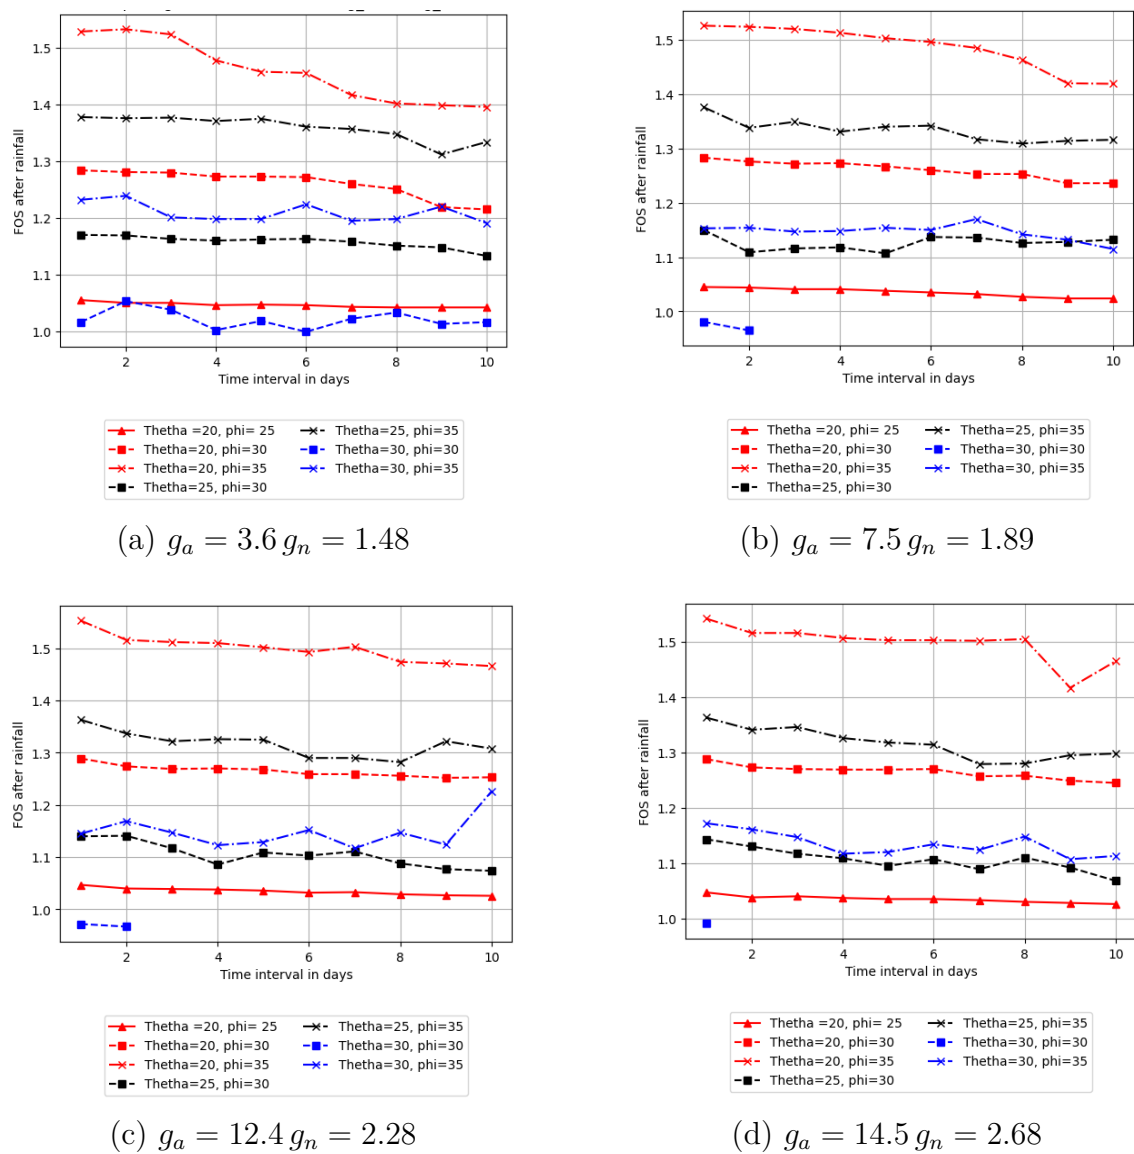 1.5
1.4
1.3
1.2
1.1
1.0
FOS after rainfall
2 4 6 8 10
Time interval in days
Thetha =20, phi= 25
Thetha=20, phi=30
Thetha=20, phi=35
Thetha=25, phi=30
Thetha=25, phi=35
Thetha=30, phi=30
Thetha=30, phi=35
(a) gₐ = 3.6 gₙ = 1.48
1.5
1.4
1.3
1.2
1.1
1.0
FOS after rainfall
2 4 6 8 10
Time interval in days
Thetha =20, phi= 25
Thetha=20, phi=30
Thetha=20, phi=35
Thetha=25, phi=30
Thetha=25, phi=35
Thetha=30, phi=30
Thetha=30, phi=35
(b) gₐ = 7.5 gₙ = 1.89
1.5
1.4
1.3
1.2
1.1
1.0
FOS after rainfall
2 4 6 8 10
Time interval in days
Thetha =20, phi= 25
Thetha=20, phi=30
Thetha=20, phi=35
Thetha=25, phi=30
Thetha=25, phi=35
Thetha=30, phi=30
Thetha=30, phi=35
(c) gₐ = 12.4 gₙ = 2.28
1.5
1.4
1.3
1.2
1.1
1.0
FOS after rainfall
2 4 6 8 10
Time interval in days
Thetha =20, phi= 25
Thetha=20, phi=30
Thetha=20, phi=35
Thetha=25, phi=30
Thetha=25, phi=35
Thetha=30, phi=30
Thetha=30, phi=35
(d) gₐ = 14.5 gₙ = 2.68